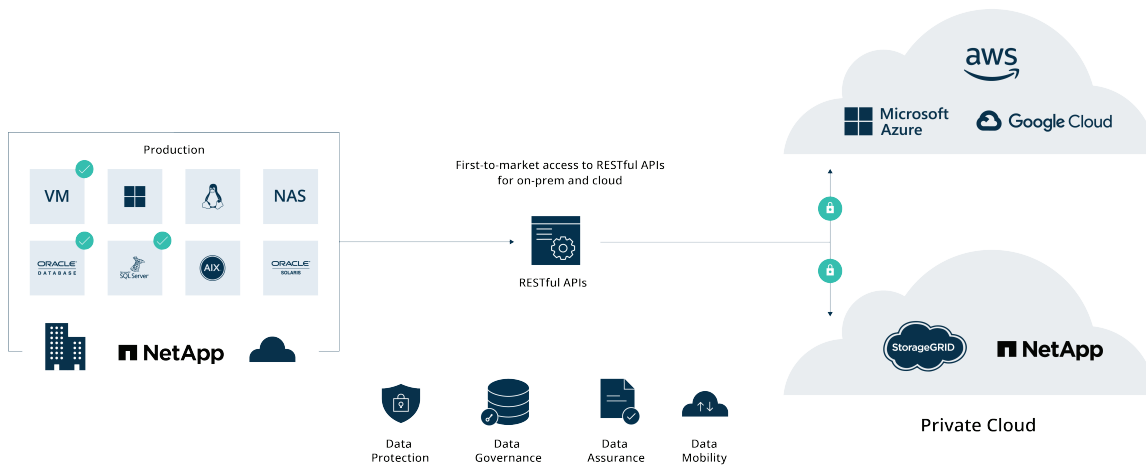 Production
VM
NAS
ORACLE
DATABASE
SQL Server
AIX
ORACLE
SOLARIS
NetApp
First-to-market access to RESTful APIs
for on-prem and cloud
RESTful APIs
Data
Protection
Data
Governance
Data
Assurance
Data
Mobility
aws
Microsoft
Azure
Google Cloud
StorageGRID
NetApp
Private Cloud